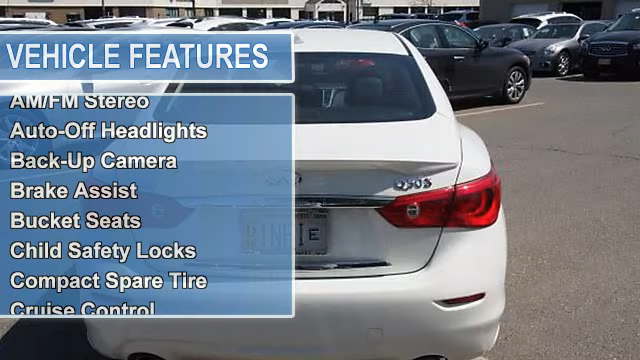 VEHICLE FEATURES
AM/FM Stereo
Auto-Off Headlights
Back-Up Camera
Brake Assist
Bucket Seats
Child Safety Locks
Compact Spare Tire
Cruise Control
Q50S